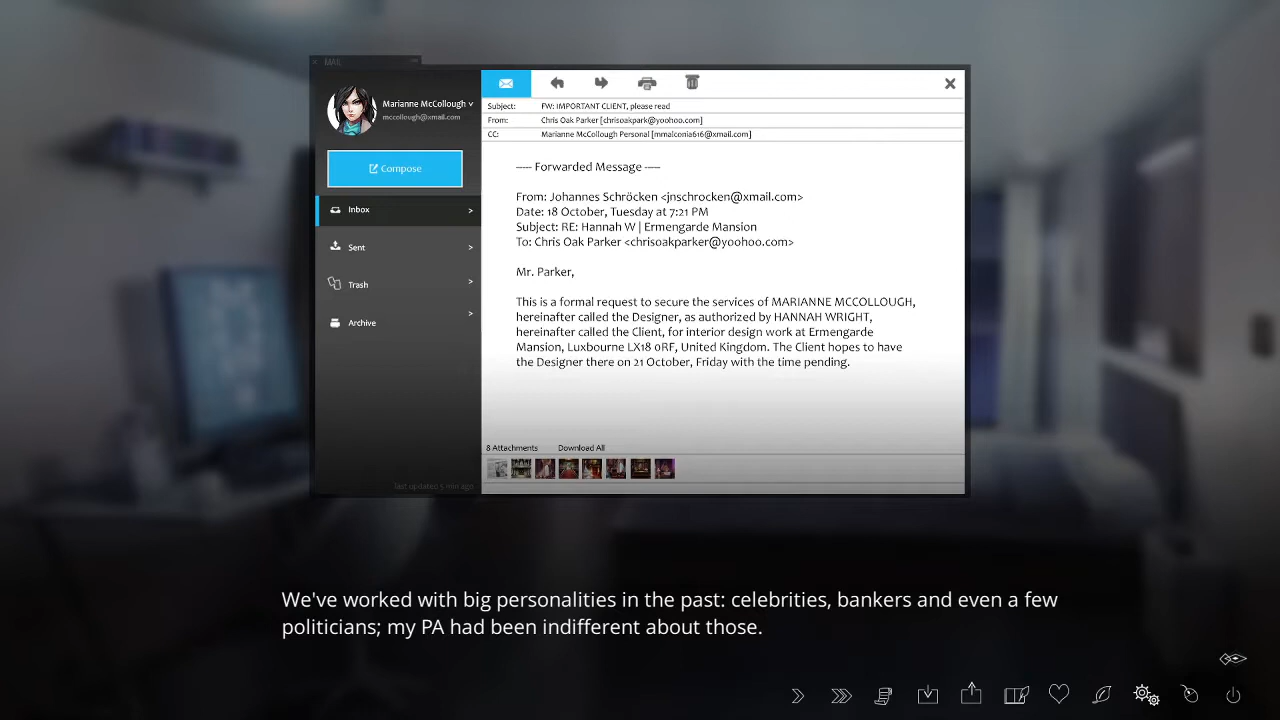 MAIL
Marianne McCollough v
mccollough@xmail.com
Compose
Inbox >
Sent >
Trash >
Archive >
last updated 5 min ago
Subject: FW: IMPORTANT CLIENT, please read
From: Chris Oak Parker [chrisoakpark@yoohoo.com]
CC: Marianne McCollough Personal [mmalconia616@xmail.com]
----- Forwarded Message -----
From: Johannes Schröcken <jnschrocken@xmail.com>
Date: 18 October, Tuesday at 7:21 PM
Subject: RE: Hannah W | Ermengarde Mansion
To: Chris Oak Parker <chrisoakparker@yoohoo.com>
Mr. Parker,
This is a formal request to secure the services of MARIANNE MCCOLLOUGH,
hereinafter called the Designer, as authorized by HANNAH WRIGHT,
hereinafter called the Client, for interior design work at Ermengarde
Mansion, Luxbourne LX18 0RF, United Kingdom. The Client hopes to have
the Designer there on 21 October, Friday with the time pending.
8 Attachments Download All
We've worked with big personalities in the past: celebrities, bankers and even a few
politicians; my PA had been indifferent about those.